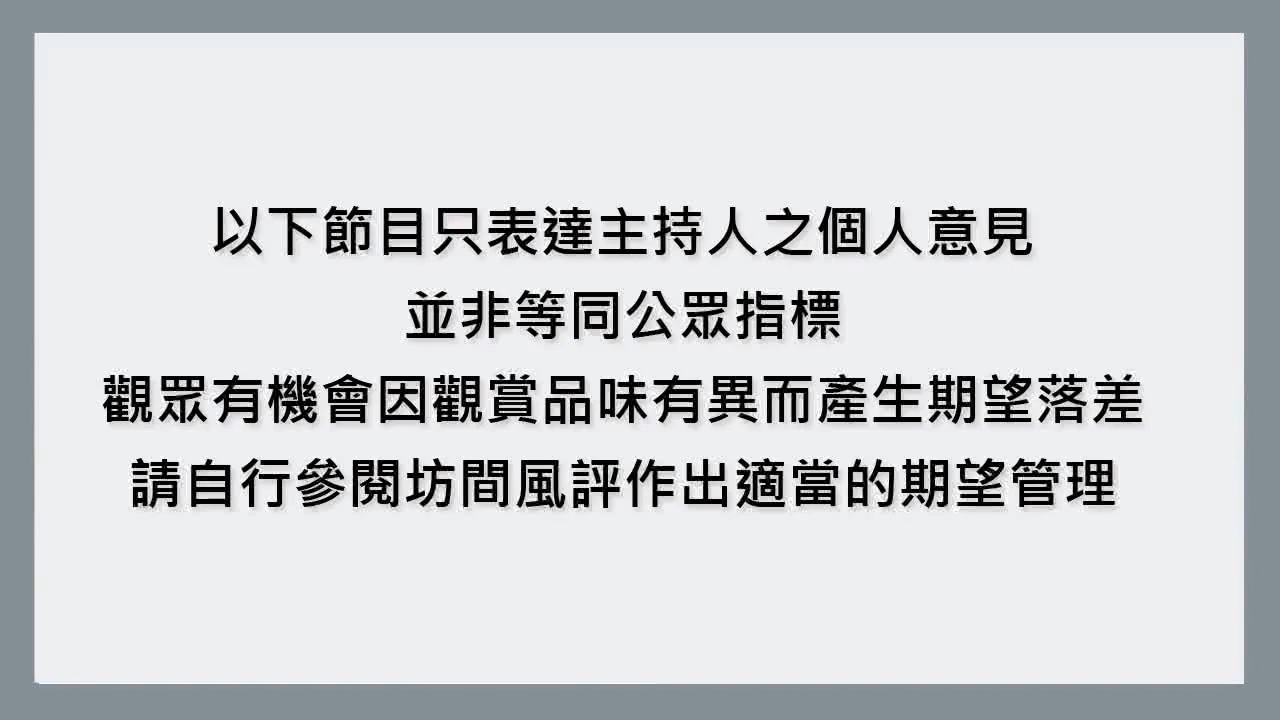 以下節目只表達主持人之個人意見
並非等同公眾指標
觀眾有機會因觀賞品味有異而產生期望落差
請自行參閱坊間風評作出適當的期望管理